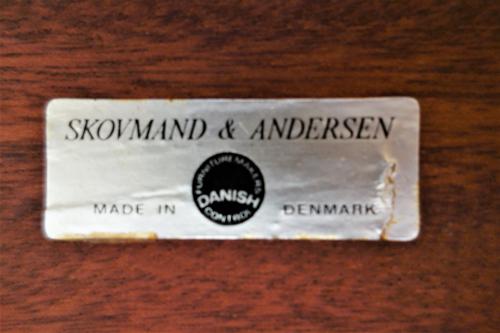 SKOVMAND & ANDERSEN
FURNITUREMAKERS
DANISH
CONTROL
MADE IN DENMARK